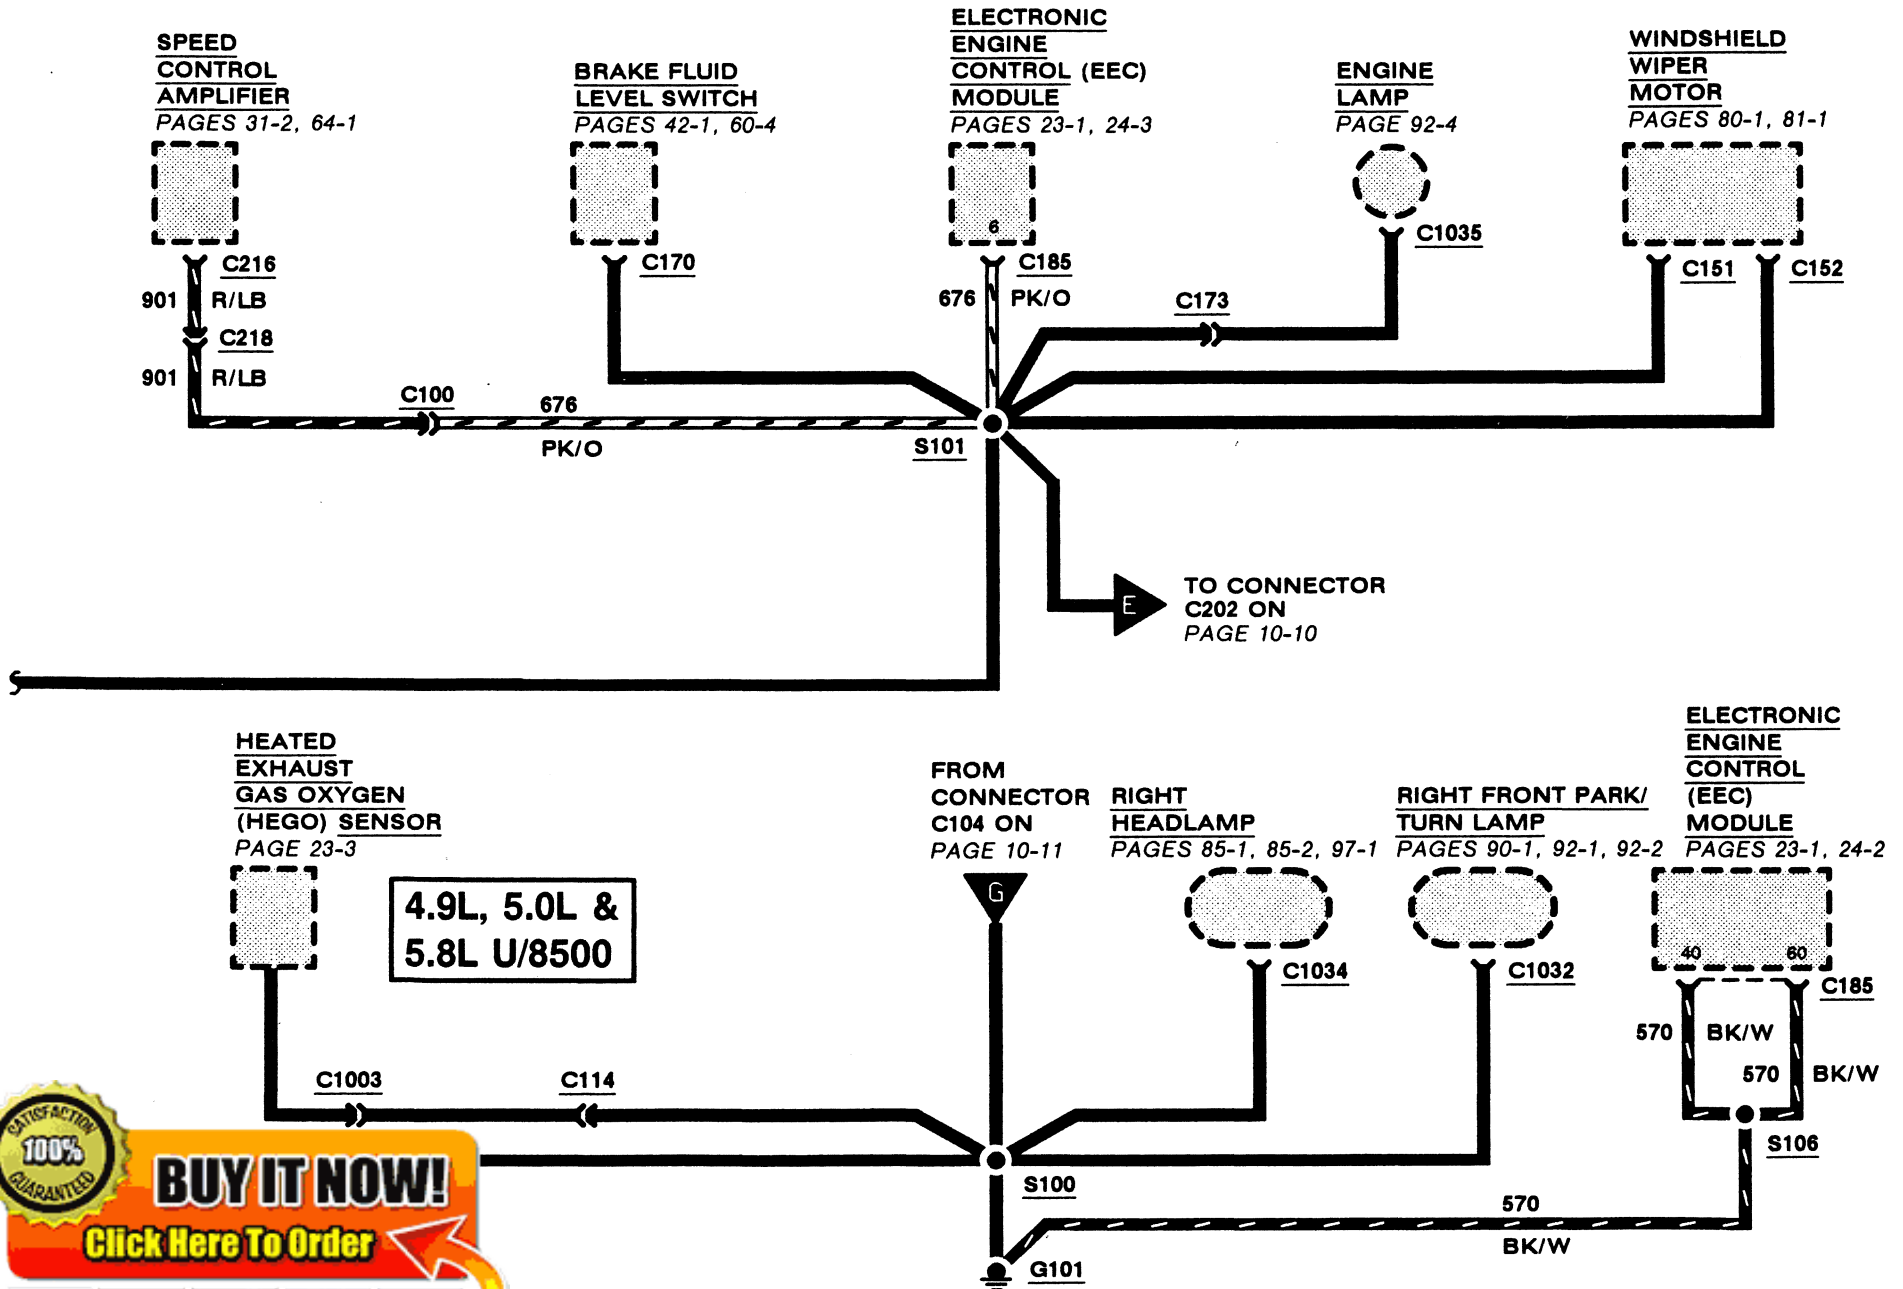 SPEED
CONTROL
AMPLIFIER
PAGES 31-2, 64-1
BRAKE FLUID
LEVEL SWITCH
PAGES 42-1, 60-4
ELECTRONIC
ENGINE
CONTROL (EEC)
MODULE
PAGES 23-1, 24-3
ENGINE
LAMP
PAGE 92-4
WINDSHIELD
WIPER
MOTOR
PAGES 80-1, 81-1
6
C216
C170
C185
C1035
C151
C152
901
R/LB
676
PK/O
C173
C218
901
R/LB
C100
676
PK/O
S101
E
TO CONNECTOR
C202 ON
PAGE 10-10
HEATED
EXHAUST
GAS OXYGEN
(HEGO) SENSOR
PAGE 23-3
4.9L, 5.0L &
5.8L U/8500
FROM
CONNECTOR
C104 ON
PAGE 10-11
G
RIGHT
HEADLAMP
PAGES 85-1, 85-2, 97-1
RIGHT FRONT PARK/
TURN LAMP
PAGES 90-1, 92-1, 92-2
ELECTRONIC
ENGINE
CONTROL
(EEC)
MODULE
PAGES 23-1, 24-2
40
60
C1034
C1032
C185
570
BK/W
570
BK/W
C1003
C114
S106
S100
570
BK/W
G101
SATISFACTION
100%
GUARANTEED
BUY IT NOW!
Click Here To Order